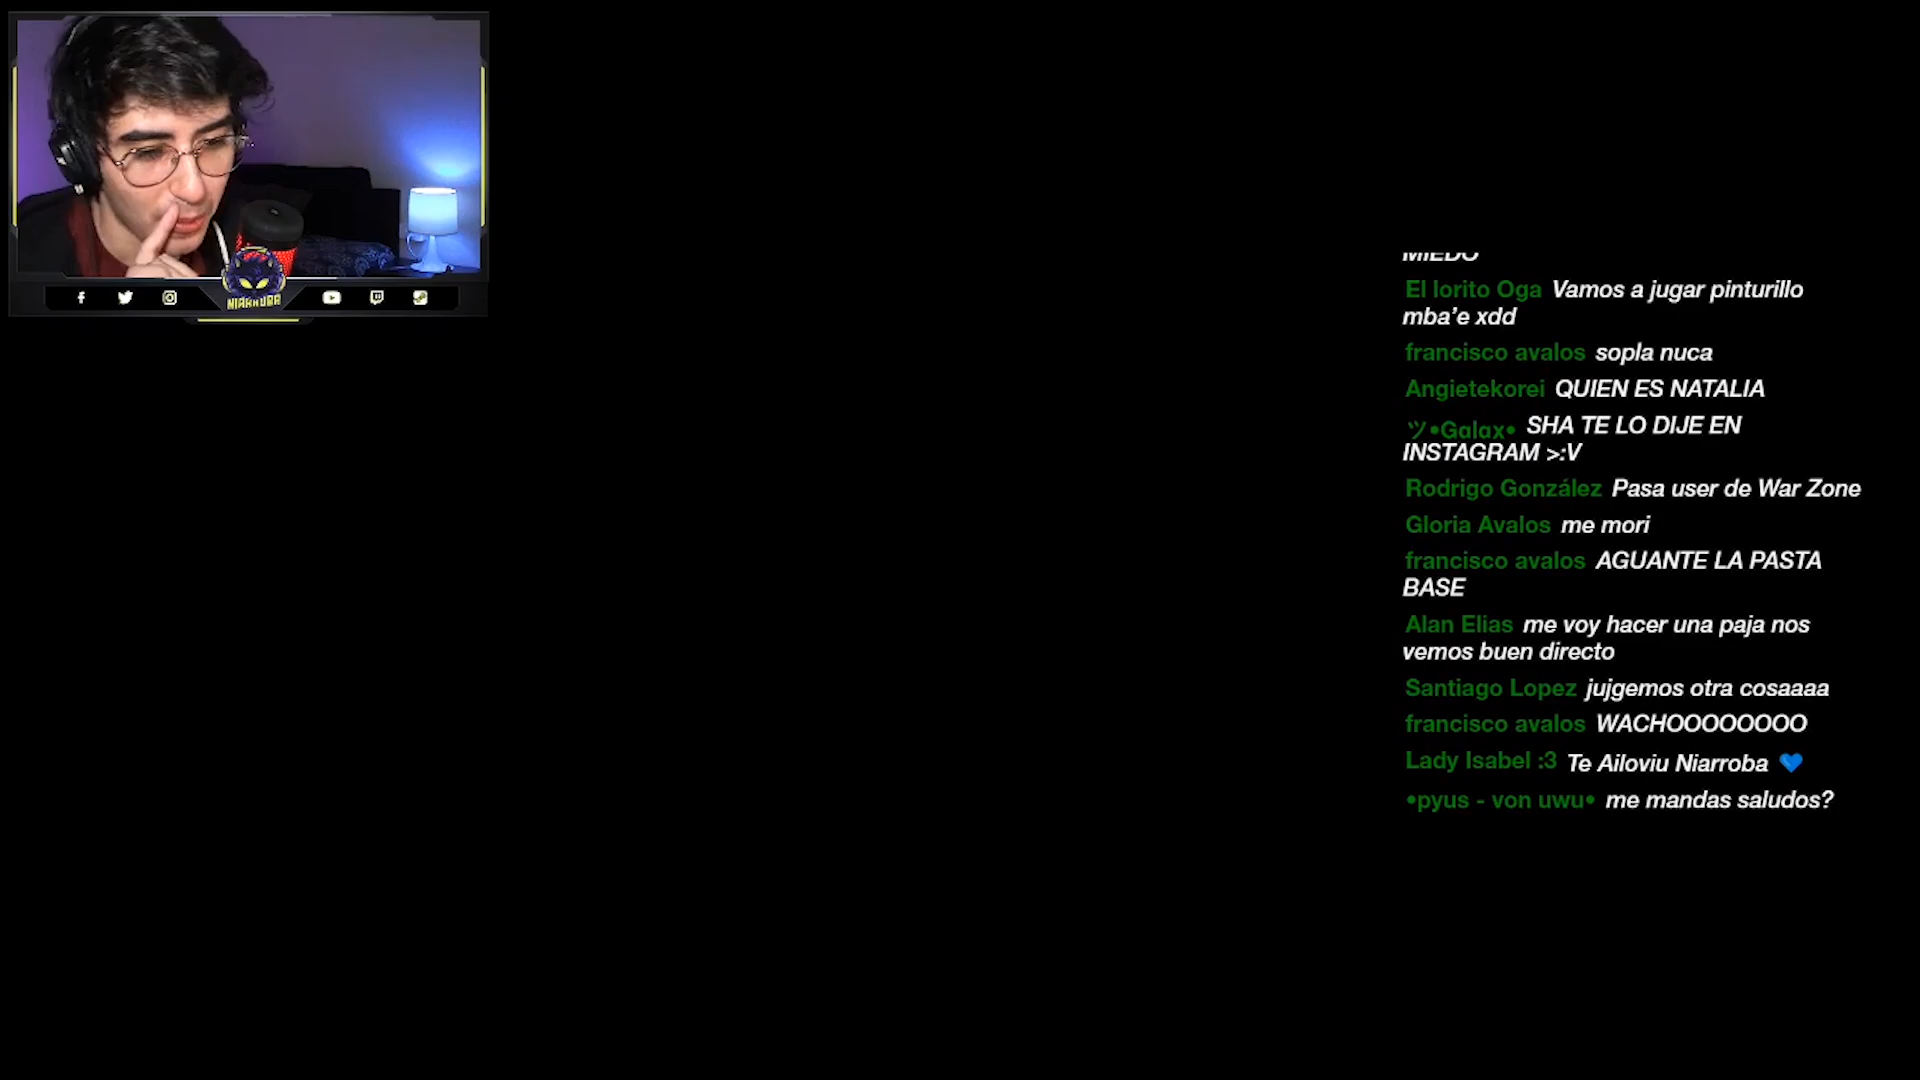 NIARROBA
MIEDO
El lorito Oga Vamos a jugar pinturillo
mba'e xdd
francisco avalos sopla nuca
Angietekorei QUIEN ES NATALIA
ツ•Galax• SHA TE LO DIJE EN
INSTAGRAM >:V
Rodrigo González Pasa user de War Zone
Gloria Avalos me mori
francisco avalos AGUANTE LA PASTA
BASE
Alan Elias me voy hacer una paja nos
vemos buen directo
Santiago Lopez jujgemos otra cosaaaa
francisco avalos WACHOOOOOOOO
Lady Isabel :3 Te Ailoviu Niarroba 💙
•pyus - von uwu• me mandas saludos?